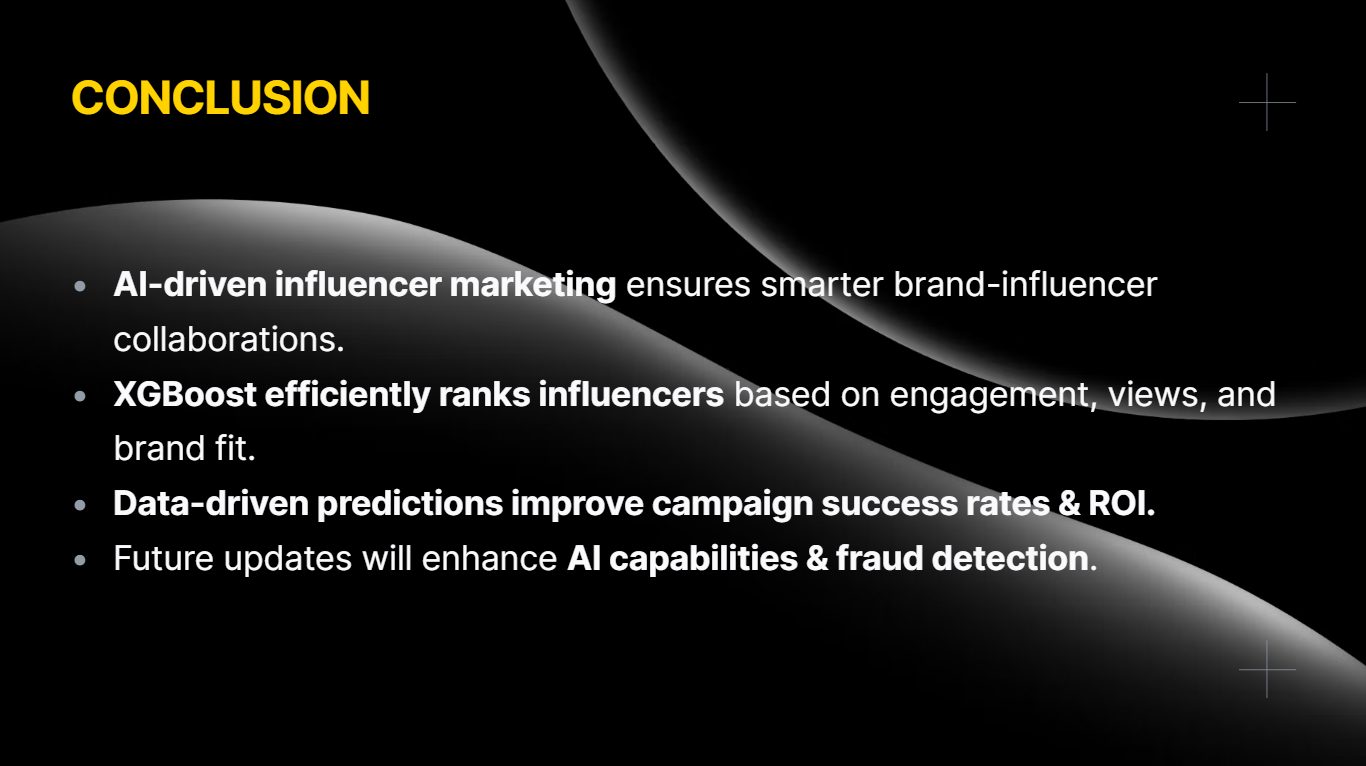 CONCLUSION
• AI-driven influencer marketing ensures smarter brand-influencer
collaborations.
• XGBoost efficiently ranks influencers based on engagement, views, and
brand fit.
• Data-driven predictions improve campaign success rates & ROI.
• Future updates will enhance AI capabilities & fraud detection.